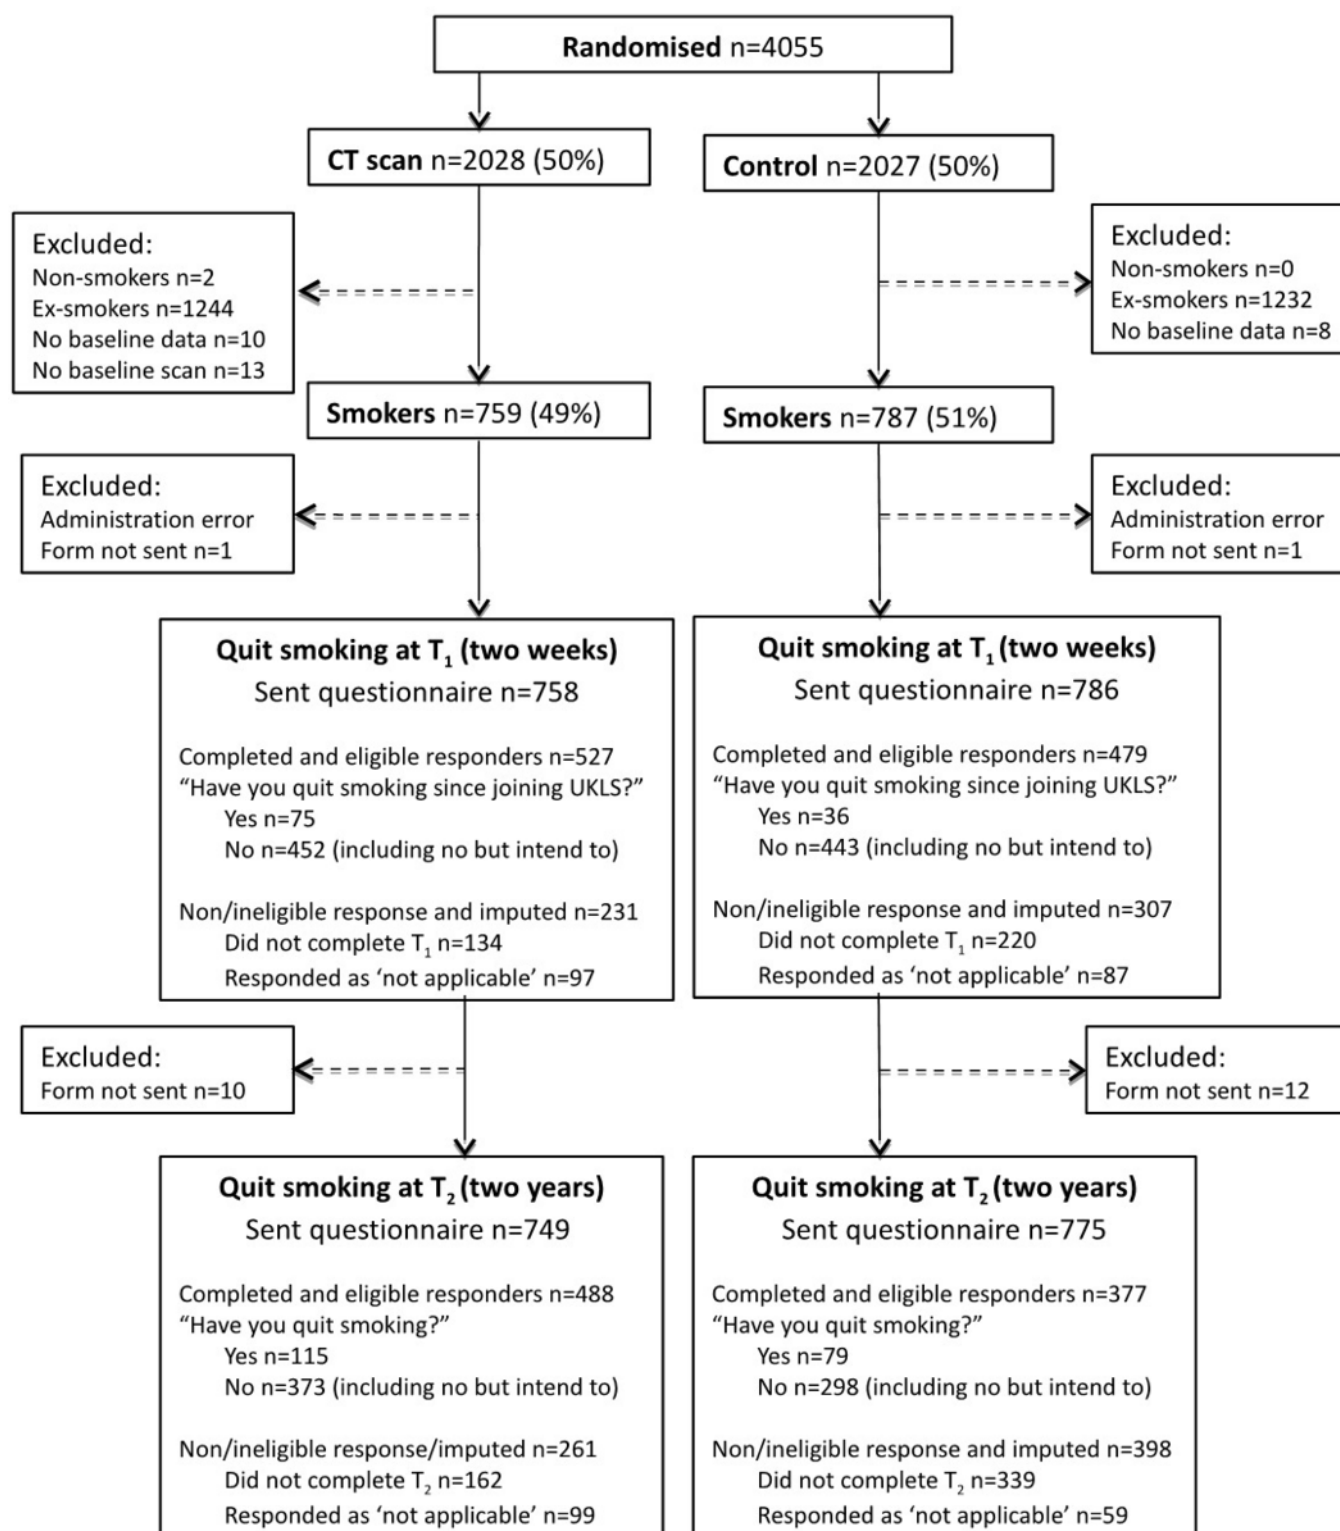 Randomised n=4055
CT scan n=2028 (50%)
Control n=2027 (50%)
Excluded:
Non-smokers n=2
Ex-smokers n=1244
No baseline data n=10
No baseline scan n=13
Excluded:
Non-smokers n=0
Ex-smokers n=1232
No baseline data n=8
Smokers n=759 (49%)
Smokers n=787 (51%)
Excluded:
Administration error
Form not sent n=1
Excluded:
Administration error
Form not sent n=1
Quit smoking at T₁ (two weeks)
Sent questionnaire n=758
Completed and eligible responders n=527
“Have you quit smoking since joining UKLS?”
Yes n=75
No n=452 (including no but intend to)
Non/ineligible response and imputed n=231
Did not complete T₁ n=134
Responded as ‘not applicable’ n=97
Quit smoking at T₁ (two weeks)
Sent questionnaire n=786
Completed and eligible responders n=479
“Have you quit smoking since joining UKLS?”
Yes n=36
No n=443 (including no but intend to)
Non/ineligible response and imputed n=307
Did not complete T₁ n=220
Responded as ‘not applicable’ n=87
Excluded:
Form not sent n=10
Excluded:
Form not sent n=12
Quit smoking at T₂ (two years)
Sent questionnaire n=749
Completed and eligible responders n=488
“Have you quit smoking?”
Yes n=115
No n=373 (including no but intend to)
Non/ineligible response/imputed n=261
Did not complete T₂ n=162
Responded as ‘not applicable’ n=99
Quit smoking at T₂ (two years)
Sent questionnaire n=775
Completed and eligible responders n=377
“Have you quit smoking?”
Yes n=79
No n=298 (including no but intend to)
Non/ineligible response and imputed n=398
Did not complete T₂ n=339
Responded as ‘not applicable’ n=59